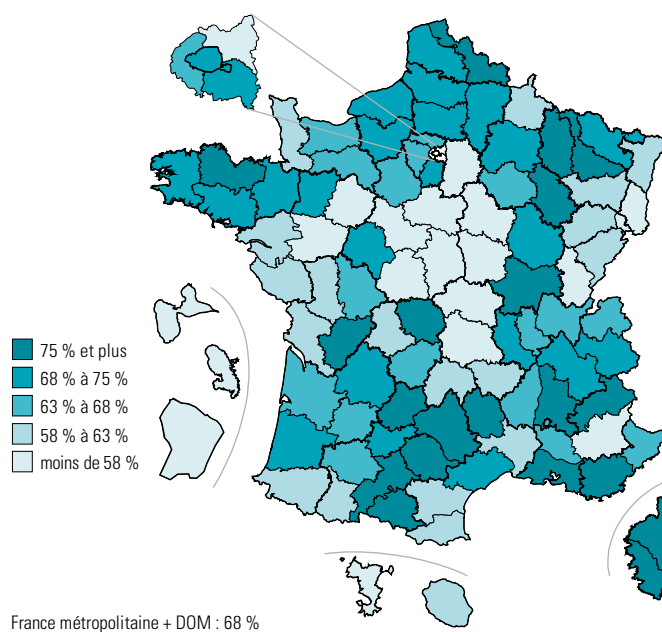 75 % et plus
68 % à 75 %
63 % à 68 %
58 % à 63 %
moins de 58 %
France métropolitaine + DOM : 68 %